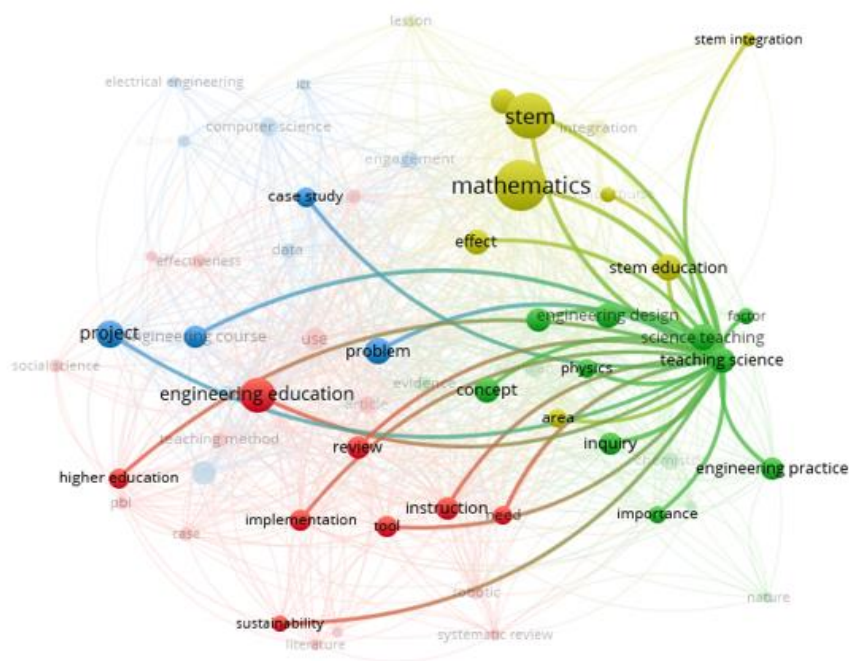 lesson
stem integration
electrical engineering
stem
computer science
integration
engagement
mathematics
case study
effect
data
effectiveness
stem education
engineering design
factor
project
engineering course
use
science teaching
problem
teaching science
social science
physics
evidence
engineering education
concept
article
area
teaching method
review
inquiry
chemistry
engineering practice
higher education
pbl
instruction
need
importance
implementation
tool
case
robotic
nature
sustainability
systematic review
literature